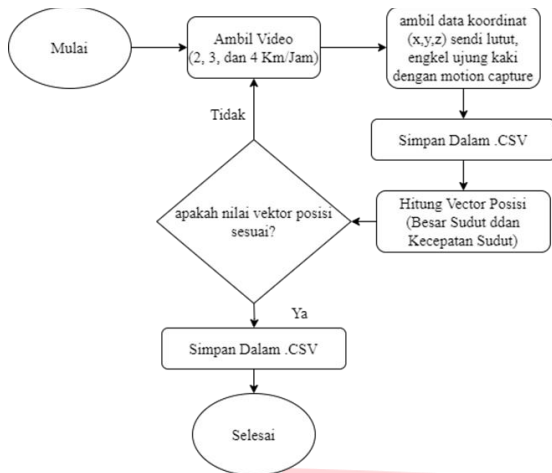 Mulai
Ambil Video
(2, 3, dan 4 Km/Jam)
ambil data koordinat
(x,y,z) sendi lutut,
engkel ujung kaki
dengan motion capture
Simpan Dalam .CSV
Hitung Vector Posisi
(Besar Sudut ddan
Kecepatan Sudut)
apakah nilai vektor posisi
sesuai?
Tidak
Ya
Simpan Dalam .CSV
Selesai